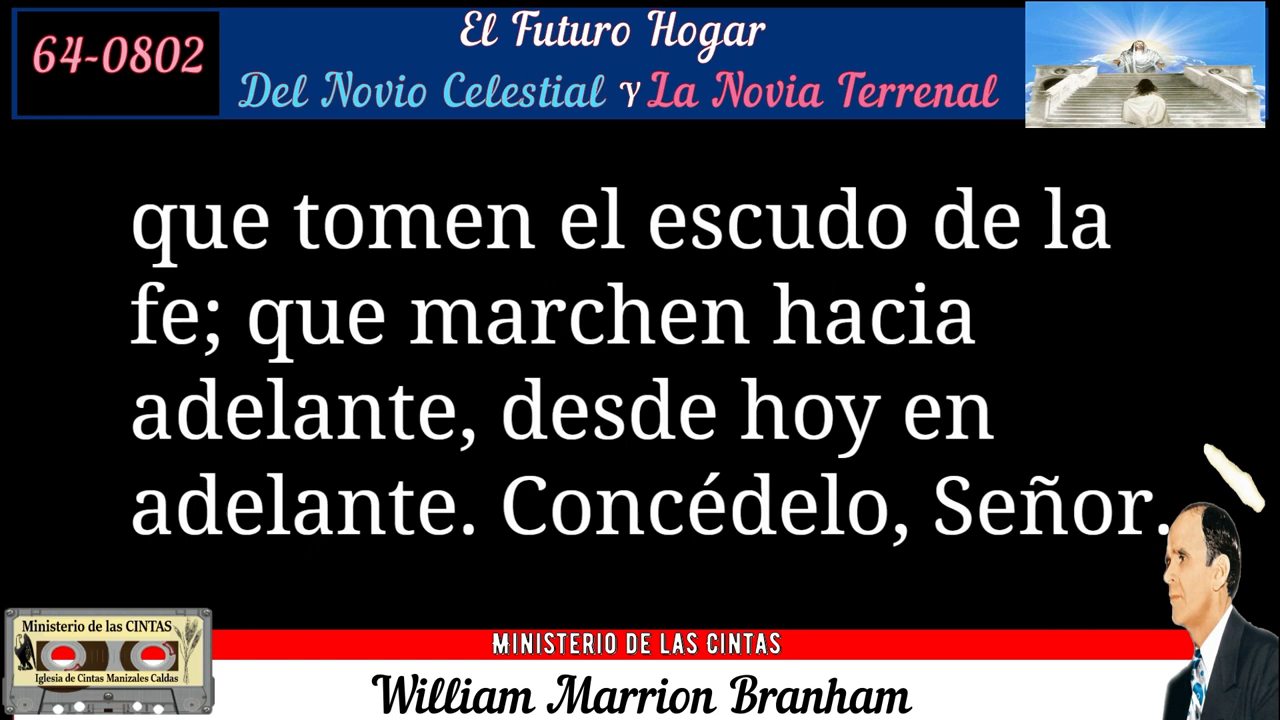 64-0802
El Futuro Hogar
Del Novio Celestial Y La Novia Terrenal
que tomen el escudo de la
fe; que marchen hacia
adelante, desde hoy en
adelante. Concédelo, Señor.
Ministerio de las CINTAS
Iglesia de Cintas Manizales Caldas
MINISTERIO DE LAS CINTAS
William Marrion Branham